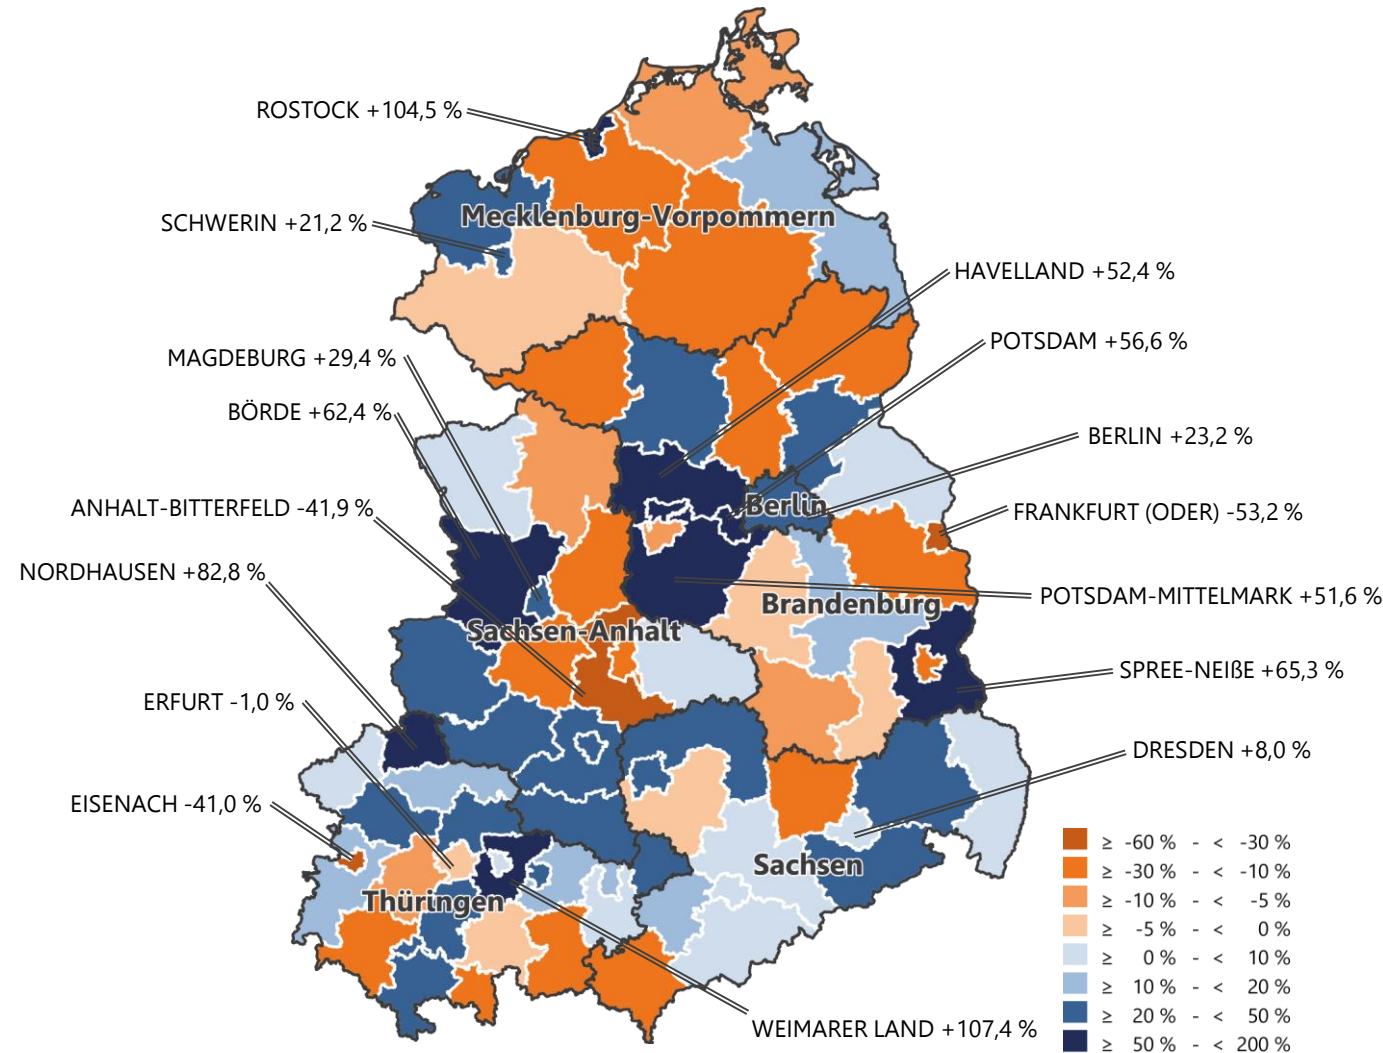 ROSTOCK +104,5 %
SCHWERIN +21,2 %
Mecklenburg-Vorpommern
HAVELLAND +52,4 %
POTSDAM +56,6 %
MAGDEBURG +29,4 %
BÖRDE +62,4 %
BERLIN +23,2 %
ANHALT-BITTERFELD -41,9 %
Berlin
FRANKFURT (ODER) -53,2 %
NORDHAUSEN +82,8 %
POTSDAM-MITTELMARK +51,6 %
Brandenburg
Sachsen-Anhalt
SPREE-NEIßE +65,3 %
ERFURT -1,0 %
DRESDEN +8,0 %
EISENACH -41,0 %
Sachsen
Thüringen
WEIMARER LAND +107,4 %
≥ -60 % - < -30 %
≥ -30 % - < -10 %
≥ -10 % - < -5 %
≥ -5 % - < 0 %
≥ 0 % - < 10 %
≥ 10 % - < 20 %
≥ 20 % - < 50 %
≥ 50 % - < 200 %